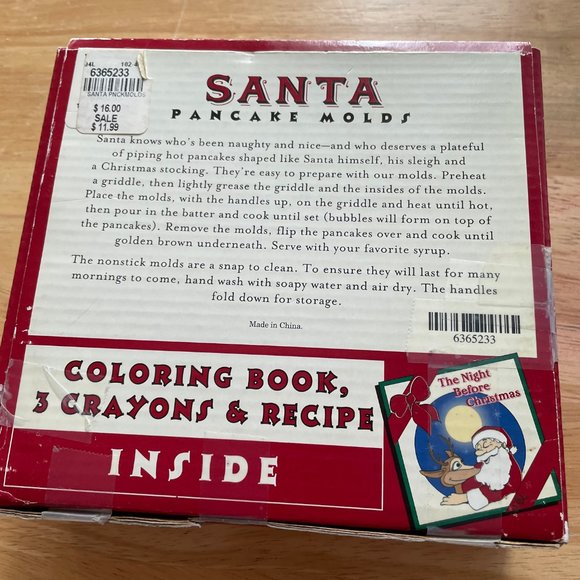 6365233
SANTA PNCKMOLDS
$ 16.00
SALE
$ 11.99
SANTA
PANCAKE MOLDS
Santa knows who's been naughty and nice—and who deserves a plateful
of piping hot pancakes shaped like Santa himself, his sleigh and
a Christmas stocking. They're easy to prepare with our molds. Preheat
a griddle, then lightly grease the griddle and the insides of the molds.
Place the molds, with the handles up, on the griddle and heat until hot,
then pour in the batter and cook until set (bubbles will form on top of
the pancakes). Remove the molds, flip the pancakes over and cook until
golden brown underneath. Serve with your favorite syrup.
The nonstick molds are a snap to clean. To ensure they will last for many
mornings to come, hand wash with soapy water and air dry. The handles
fold down for storage.
Made in China.
6365233
COLORING BOOK,
3 CRAYONS & RECIPE
INSIDE
The Night
Before
Christmas